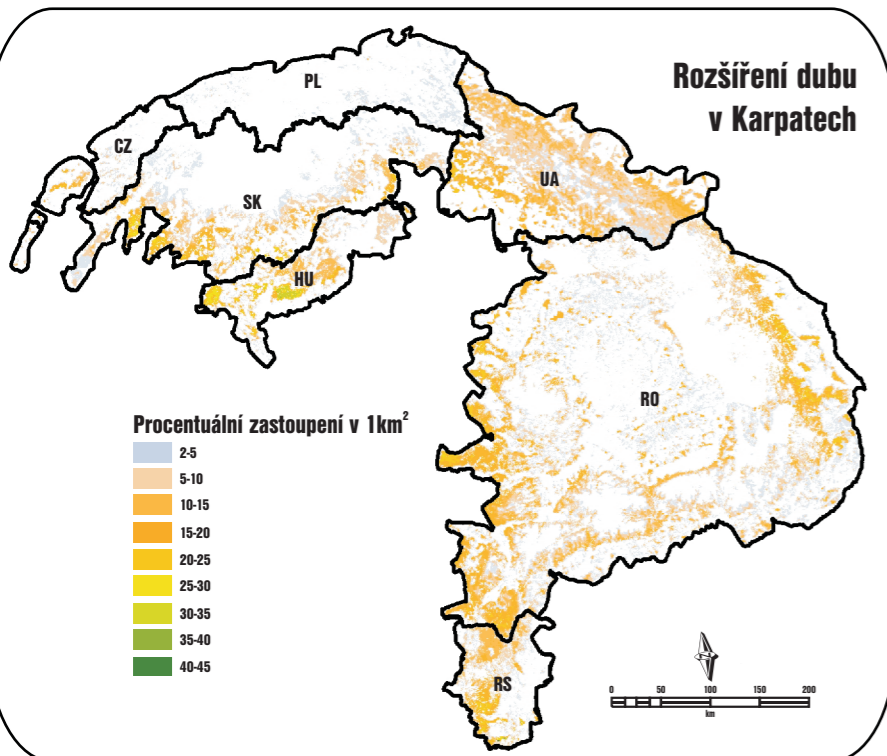 Rozšíření dubu
v Karpatech
PL
CZ
SK
UA
HU
RO
RS
Procentuální zastoupení v 1km²
2-5
5-10
10-15
15-20
20-25
25-30
30-35
35-40
40-45
0 50 100 150 200
km